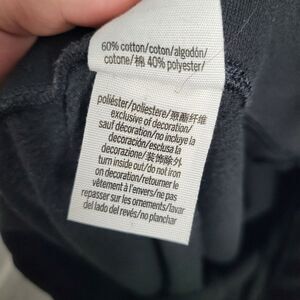 60% cotton/coton/algodón/
cotone/棉 40% polyester/
poliéster/poliestere/聚酯纤维
exclusive of decoration/
sauf décoration/no incluye la
decoración/esclusa la
decorazione/装饰除外
turn inside out/do not iron
on decoration/retourner le
vêtement à l'envers/ne pas
repasser sur les ornements/lavar
del lado del revés/no planchar